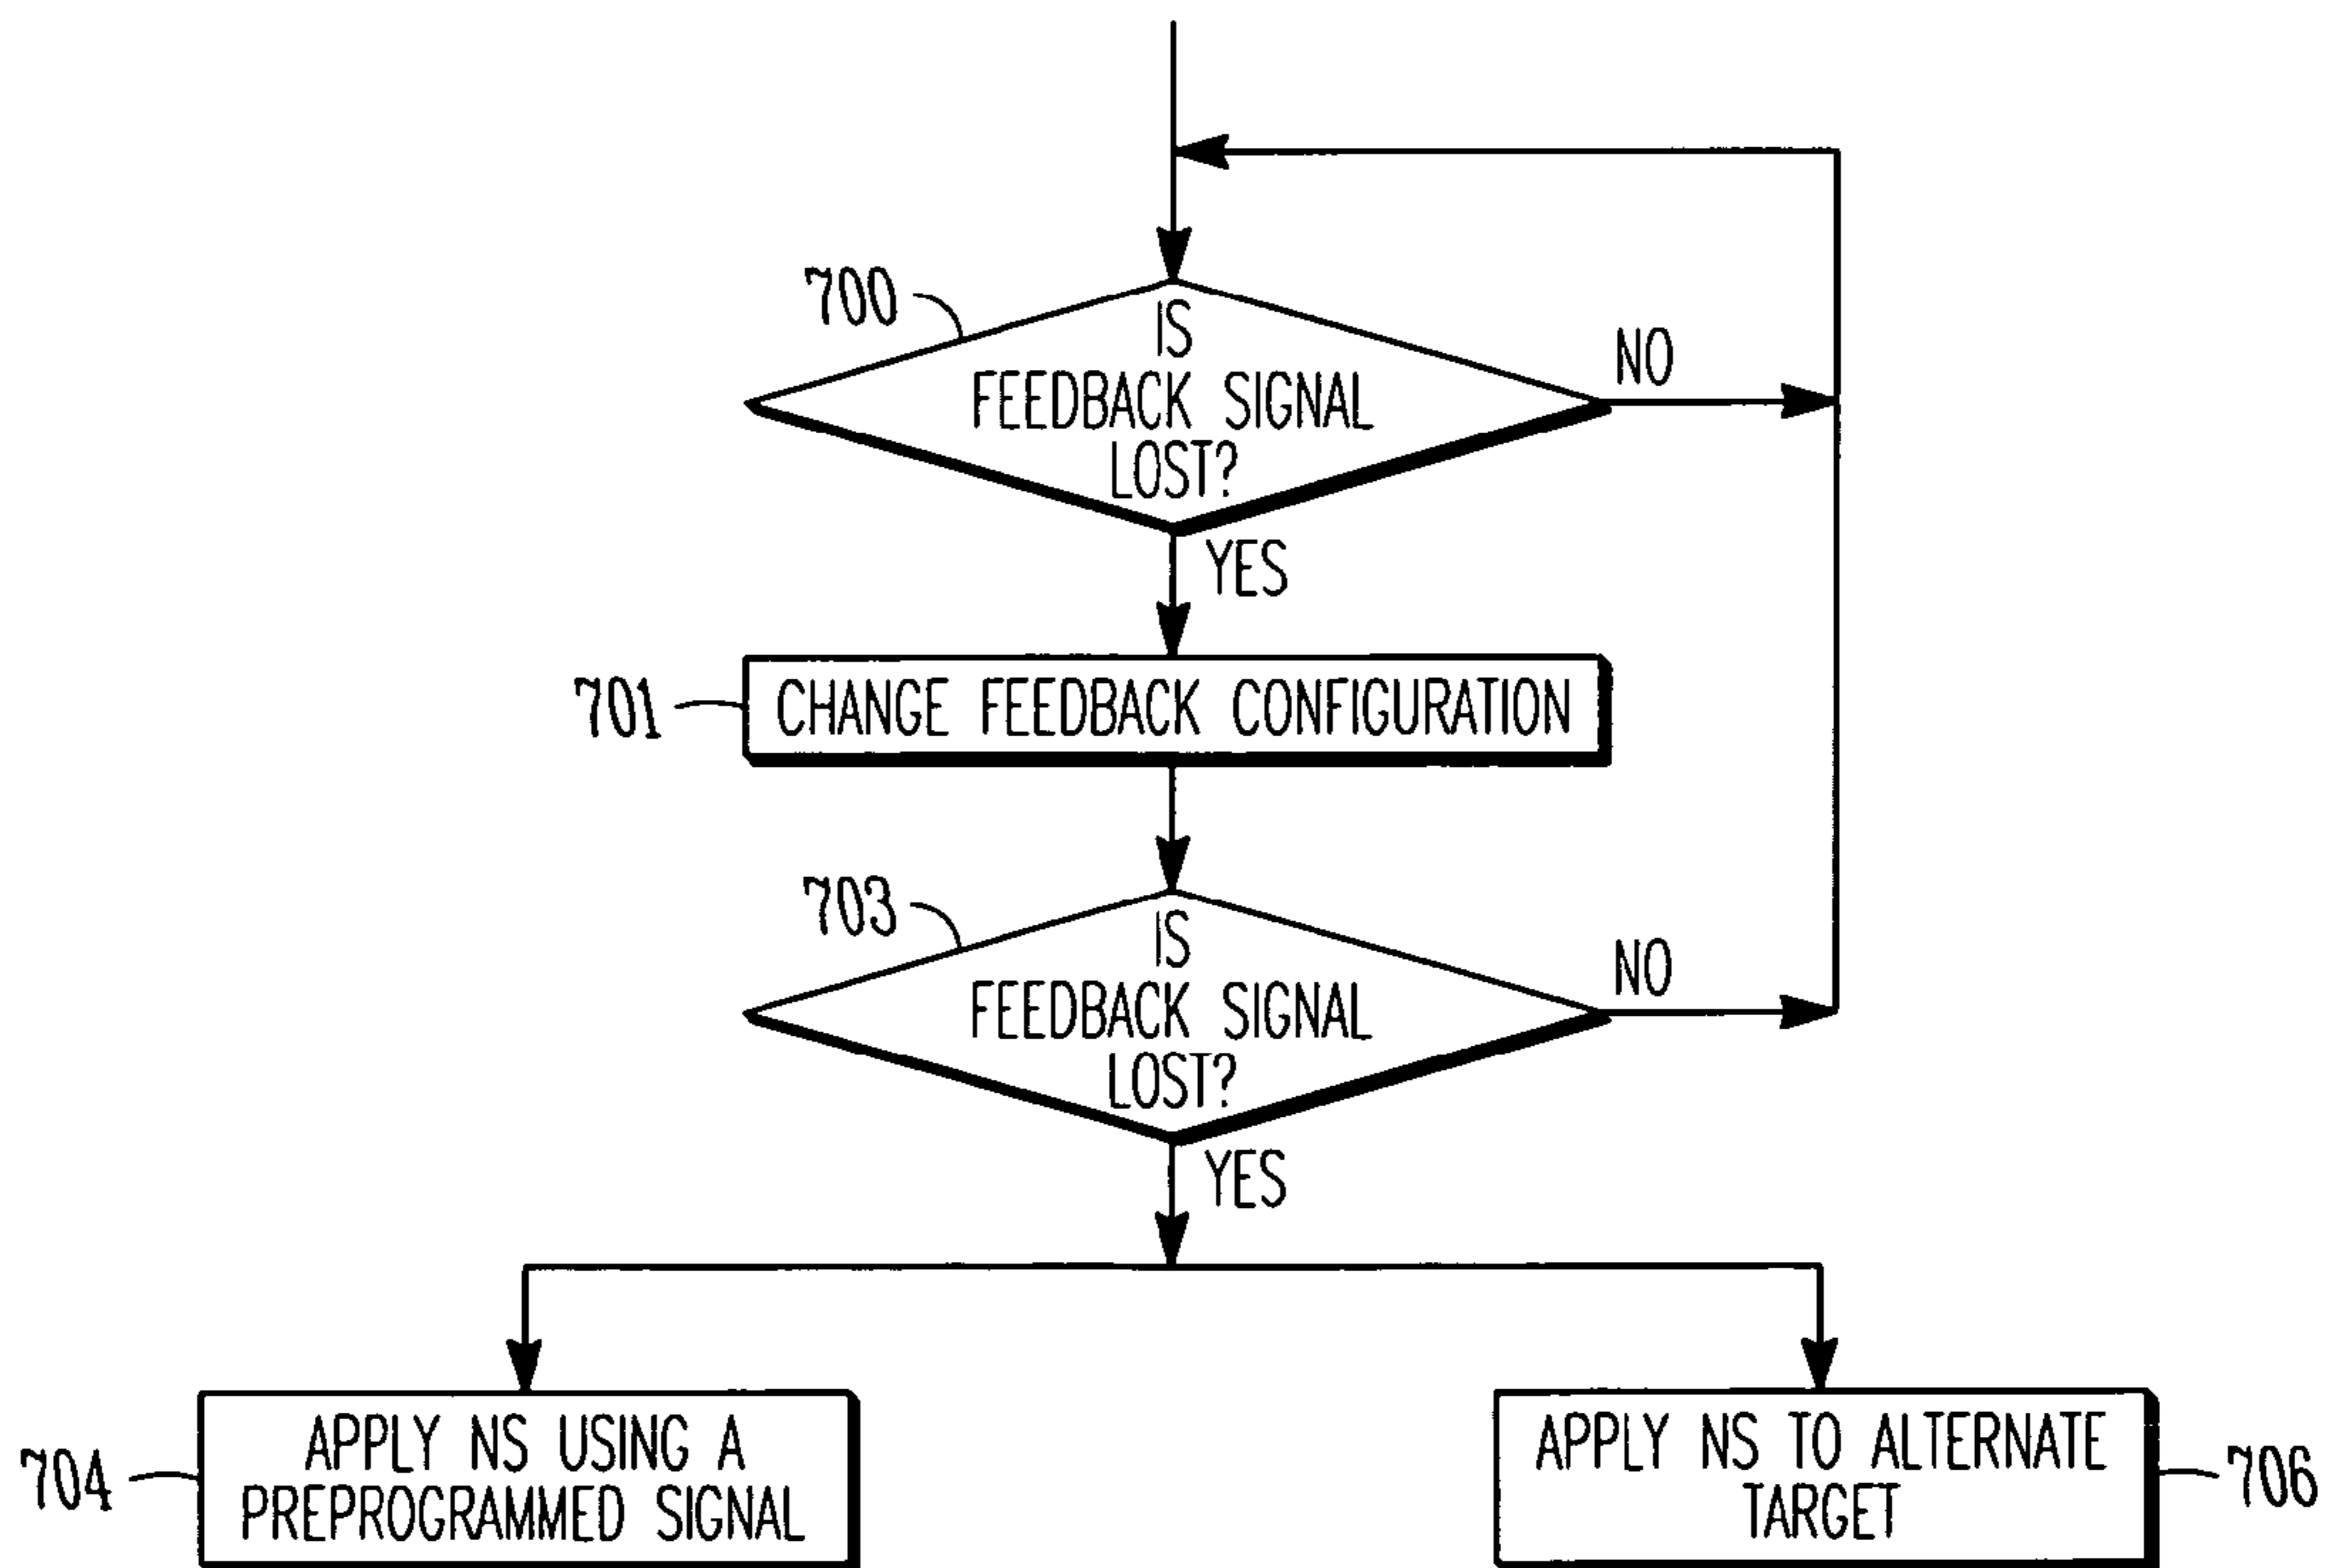 700
IS
FEEDBACK SIGNAL
LOST?
NO
YES
701
CHANGE FEEDBACK CONFIGURATION
703
IS
FEEDBACK SIGNAL
LOST?
NO
YES
704
APPLY NS USING A
PREPROGRAMMED SIGNAL
APPLY NS TO ALTERNATE
TARGET
706